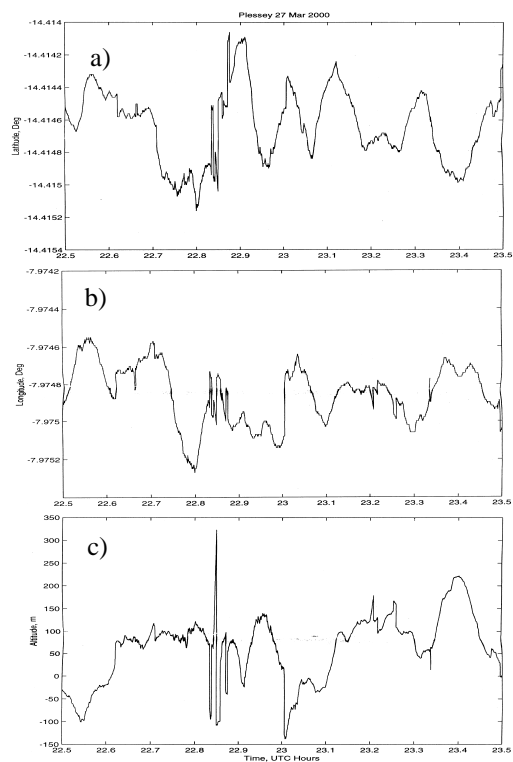 Plessey 27 Mar 2000
a)
Latitude, Deg
-14.414
-14.4142
-14.4144
-14.4146
-14.4148
-14.415
-14.4152
-14.4154
22.5 22.6 22.7 22.8 22.9 23 23.1 23.2 23.3 23.4 23.5
b)
Longitude, Deg
-7.9742
-7.9744
-7.9746
-7.9748
-7.975
-7.9752
22.5 22.6 22.7 22.8 22.9 23 23.1 23.2 23.3 23.4 23.5
c)
Altitude, m
350
300
250
200
150
100
50
0
-50
-100
-150
22.5 22.6 22.7 22.8 22.9 23 23.1 23.2 23.3 23.4 23.5
Time, UTC Hours